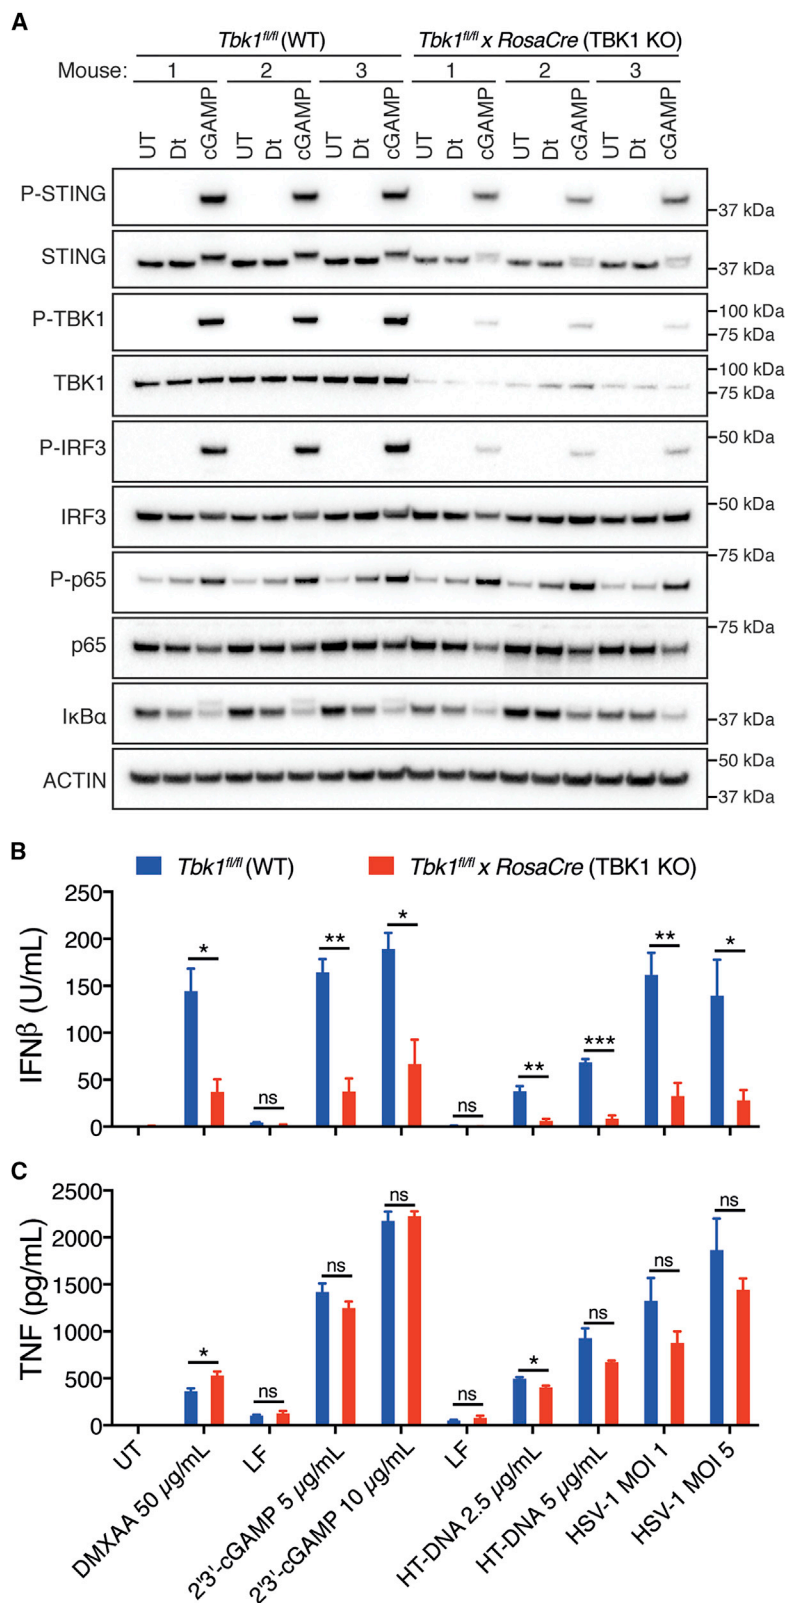 A
Tbk1fl/fl (WT) Tbk1fl/fl x RosaCre (TBK1 KO)
Mouse: 1 2 3 1 2 3
UT Dt cGAMP UT Dt cGAMP UT Dt cGAMP UT Dt cGAMP UT Dt cGAMP UT Dt cGAMP
P-STING
37 kDa
STING
37 kDa
P-TBK1
100 kDa
75 kDa
TBK1
100 kDa
75 kDa
P-IRF3
50 kDa
IRF3
50 kDa
P-p65
75 kDa
p65
75 kDa
IκBα
37 kDa
ACTIN
50 kDa
37 kDa
B
Tbk1fl/fl (WT) Tbk1fl/fl x RosaCre (TBK1 KO)
IFNβ (U/mL)
250
200
150
100
50
0
* ns ** * ns ** *** ** *
C
TNF (pg/mL)
2500
2000
1500
1000
500
0
* ns ns ns ns * ns ns ns
UT
DMXAA 50 µg/mL
LF
2'3'-cGAMP 5 µg/mL
2'3'-cGAMP 10 µg/mL
LF
HT-DNA 2.5 µg/mL
HT-DNA 5 µg/mL
HSV-1 MOI 1
HSV-1 MOI 5